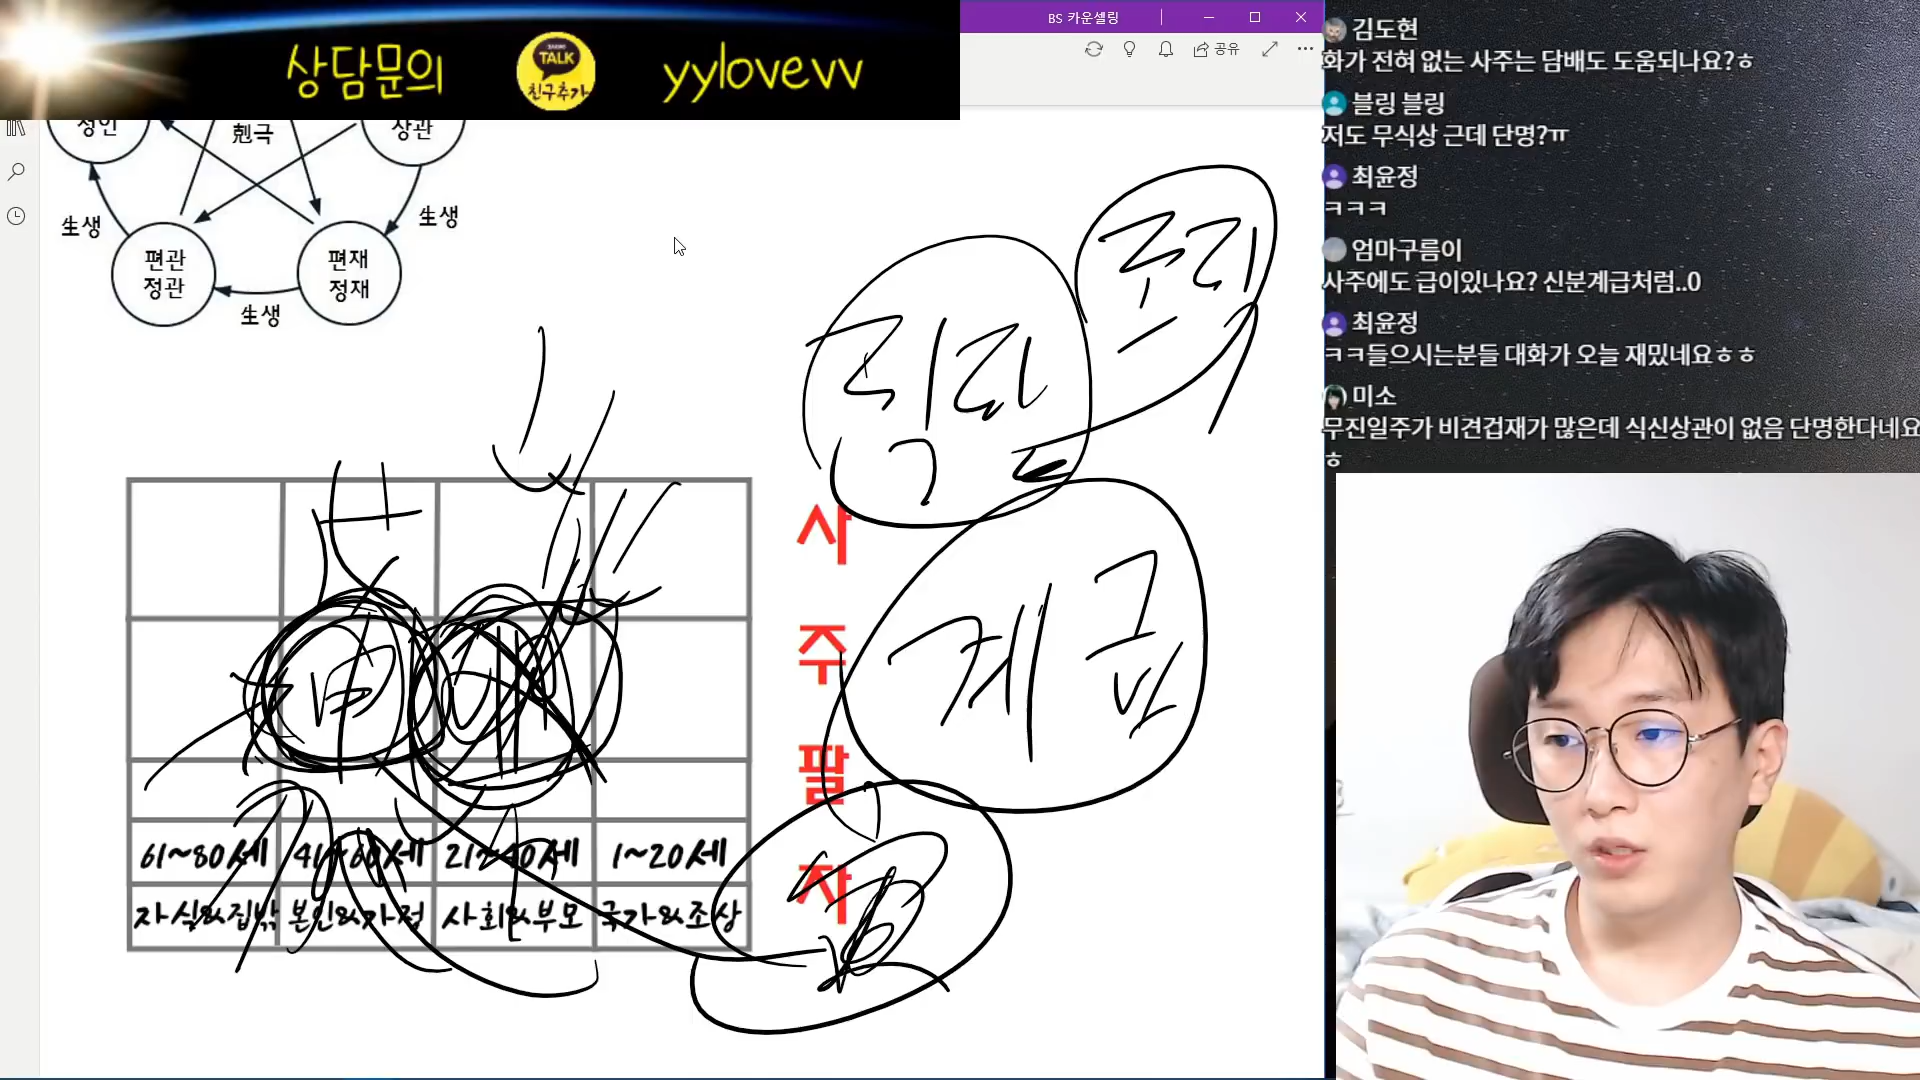 상담문의
TALK
친구추가
yylovevv
BS 카운셀링
공유
정인
剋극
상관
生생
生생
편관
정관
편재
정재
生생
조직
직급
계급
사
주
팔
자
61~80세
41~60세
21~40세
1~20세
자식&집밖
본인&가정
사회&부모
국가&조상
김도현
화가 전혀 없는 사주는 담배도 도움되나요?ㅎ
블링 블링
저도 무식상 근데 단명?ㅠ
최윤정
ㅋㅋㅋ
엄마구름이
사주에도 급이있나요? 신분계급처럼..0
최윤정
ㅋㅋ들으시는분들 대화가 오늘 재밌네요ㅎㅎ
미소
무진일주가 비견겁재가 많은데 식신상관이 없음 단명한다네요
ㅎ